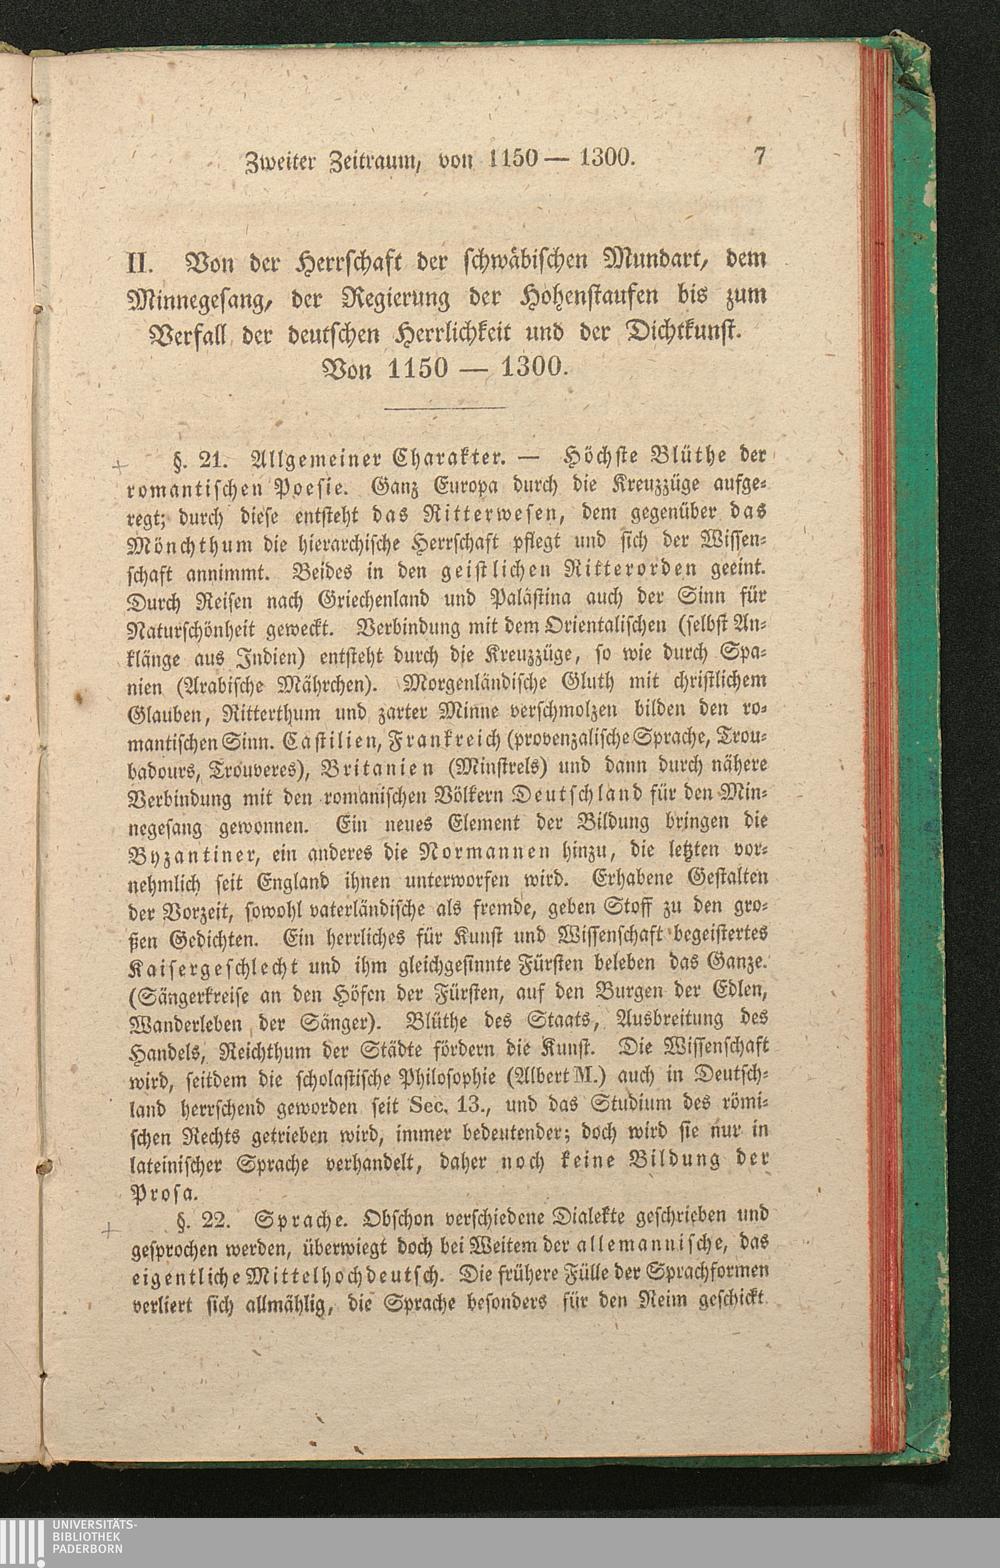 Zweiter Zeitraum, von 1150 — 1300. 7
II. Von der Herrschaft der schwäbischen Mundart, dem
Minnegesang, der Regierung der Hohenstaufen bis zum
Verfall der deutschen Herrlichkeit und der Dichtkunst.
Von 1150 — 1300.
§. 21. Allgemeiner Charakter. — Höchste Blüthe der
romantischen Poesie. Ganz Europa durch die Kreuzzüge aufge-
regt; durch diese entsteht das Ritterwesen, dem gegenüber das
Mönchthum die hierarchische Herrschaft pflegt und sich der Wissen-
schaft annimmt. Beides in den geistlichen Ritterorden geeint.
Durch Reisen nach Griechenland und Palästina auch der Sinn für
Naturschönheit geweckt. Verbindung mit dem Orientalischen (selbst An-
klänge aus Indien) entsteht durch die Kreuzzüge, so wie durch Spa-
nien (Arabische Mährchen). Morgenländische Gluth mit christlichem
Glauben, Ritterthum und zarter Minne verschmolzen bilden den ro-
mantischen Sinn. Castilien, Frankreich (provenzalische Sprache, Trou-
badours, Trouveres), Britanien (Minstrels) und dann durch nähere
Verbindung mit den romanischen Völkern Deutschland für den Min-
negesang gewonnen. Ein neues Element der Bildung bringen die
Byzantiner, ein anderes die Normannen hinzu, die letzten vor-
nehmlich seit England ihnen unterworfen wird. Erhabene Gestalten
der Vorzeit, sowohl vaterländische als fremde, geben Stoff zu den gro-
ßen Gedichten. Ein herrliches für Kunst und Wissenschaft begeistertes
Kaisergeschlecht und ihm gleichgesinnte Fürsten beleben das Ganze.
(Sängerkreise an den Höfen der Fürsten, auf den Burgen der Edlen,
Wanderleben der Sänger). Blüthe des Staats, Ausbreitung des
Handels, Reichthum der Städte fördern die Kunst. Die Wissenschaft
wird, seitdem die scholastische Philosophie (Albert M.) auch in Deutsch-
land herrschend geworden seit Sec. 13., und das Studium des römi-
schen Rechts getrieben wird, immer bedeutender; doch wird sie nur in
lateinischer Sprache verhandelt, daher noch keine Bildung der
Prosa.
§. 22. Sprache. Obschon verschiedene Dialekte geschrieben und
gesprochen werden, überwiegt doch bei Weitem der allemannische, das
eigentliche Mittelhochdeutsch. Die frühere Fülle der Sprachformen
verliert sich allmählig, die Sprache besonders für den Reim geschickt
UNIVERSITÄTS-
BIBLIOTHEK
PADERBORN